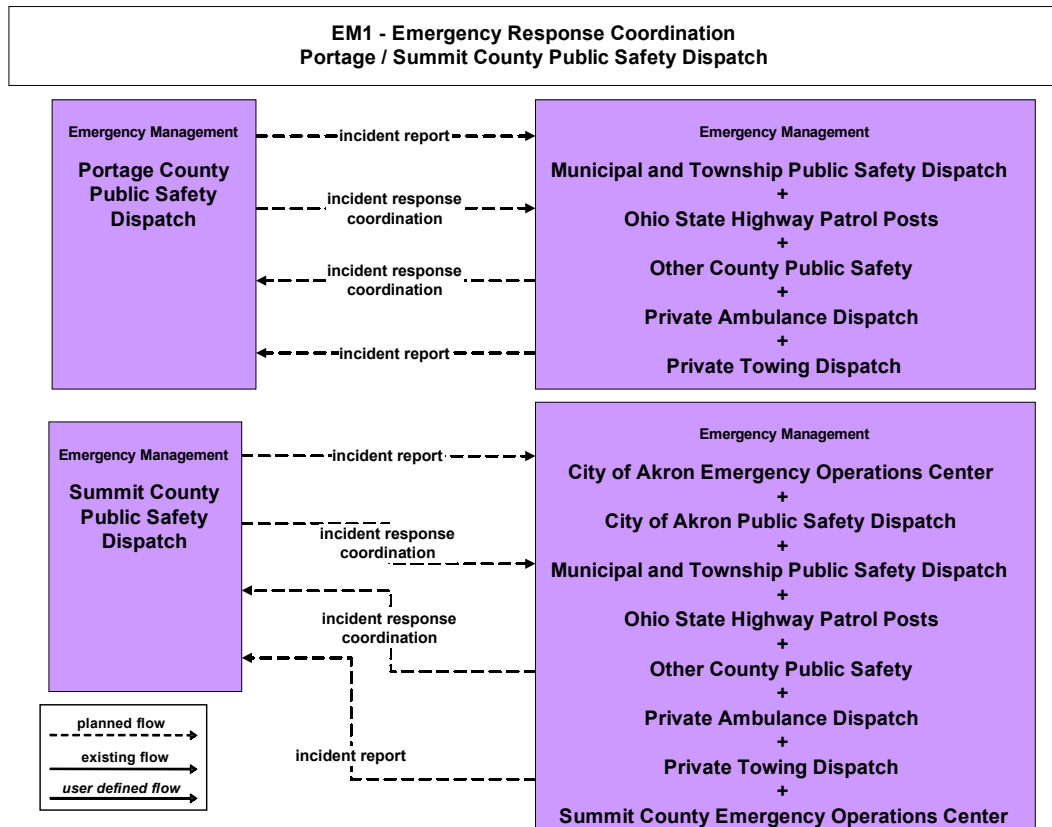 EM1 - Emergency Response Coordination
Portage / Summit County Public Safety Dispatch
Emergency Management
Portage County
Public Safety
Dispatch
incident report
incident response
coordination
incident response
coordination
incident report
Emergency Management
Municipal and Township Public Safety Dispatch
+
Ohio State Highway Patrol Posts
+
Other County Public Safety
+
Private Ambulance Dispatch
+
Private Towing Dispatch
Emergency Management
Summit County
Public Safety
Dispatch
incident report
incident response
coordination
incident response
coordination
incident report
Emergency Management
City of Akron Emergency Operations Center
+
City of Akron Public Safety Dispatch
+
Municipal and Township Public Safety Dispatch
+
Ohio State Highway Patrol Posts
+
Other County Public Safety
+
Private Ambulance Dispatch
+
Private Towing Dispatch
+
Summit County Emergency Operations Center
planned flow
existing flow
user defined flow